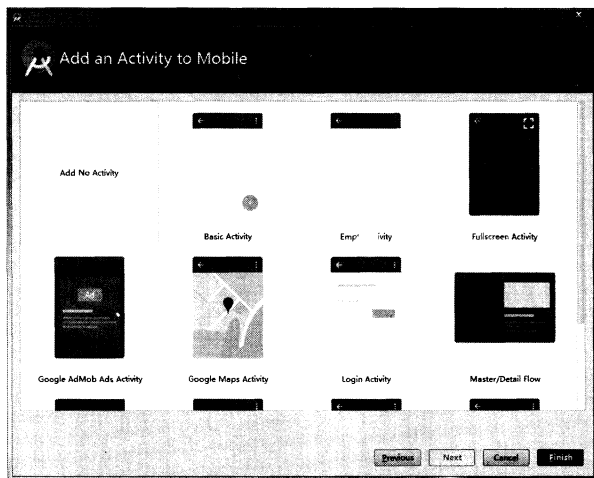 Add an Activity to Mobile
Add No Activity
Basic Activity
Fullscreen Activity
Ad
Google AdMob Ads Activity
Google Maps Activity
Login Activity
Master/Detail Flow
Previous
Next
Cancel
Finish